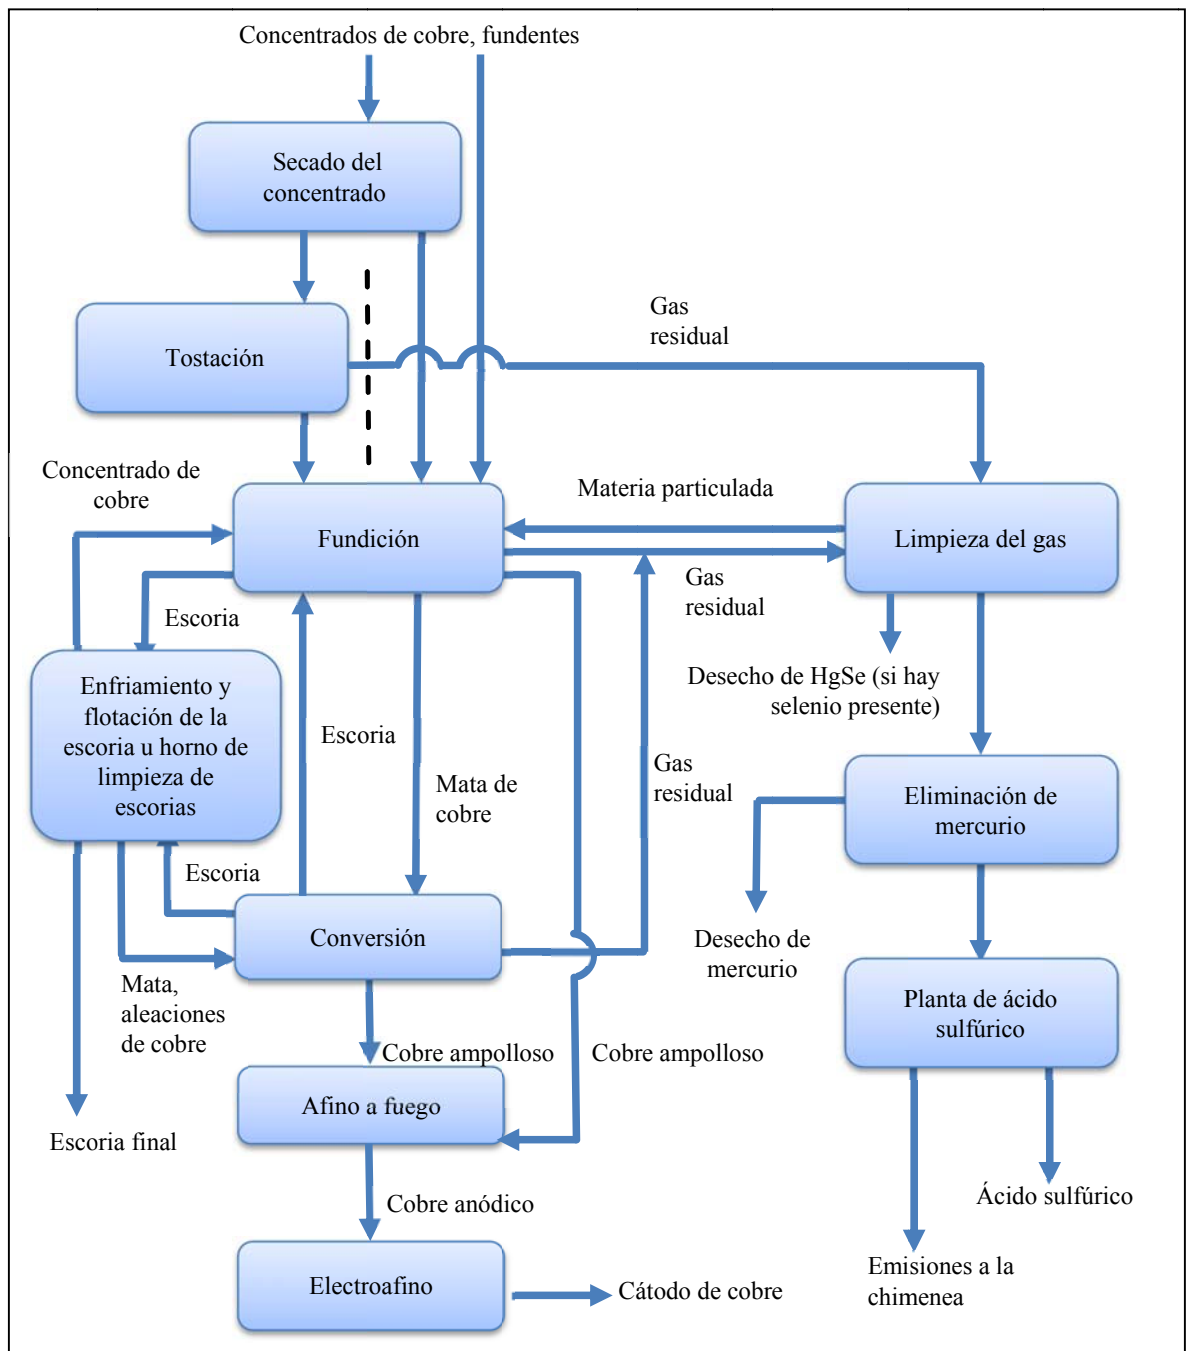 Concentrados de cobre, fundentes
Secado del
concentrado
Gas
residual
Tostación
Concentrado de
cobre
Materia particulada
Fundición
Limpieza del gas
Gas
residual
Escoria
Desecho de HgSe (si hay
selenio presente)
Enfriamiento y
flotación de la
escoria u horno de
limpieza de
escorias
Escoria
Gas
residual
Mata de
cobre
Eliminación de
mercurio
Escoria
Conversión
Desecho de
mercurio
Mata,
aleaciones
de cobre
Planta de ácido
sulfúrico
Cobre ampolloso
Cobre ampolloso
Afino a fuego
Escoria final
Cobre anódico
Ácido sulfúrico
Electroafino
Cátodo de cobre
Emisiones a la
chimenea